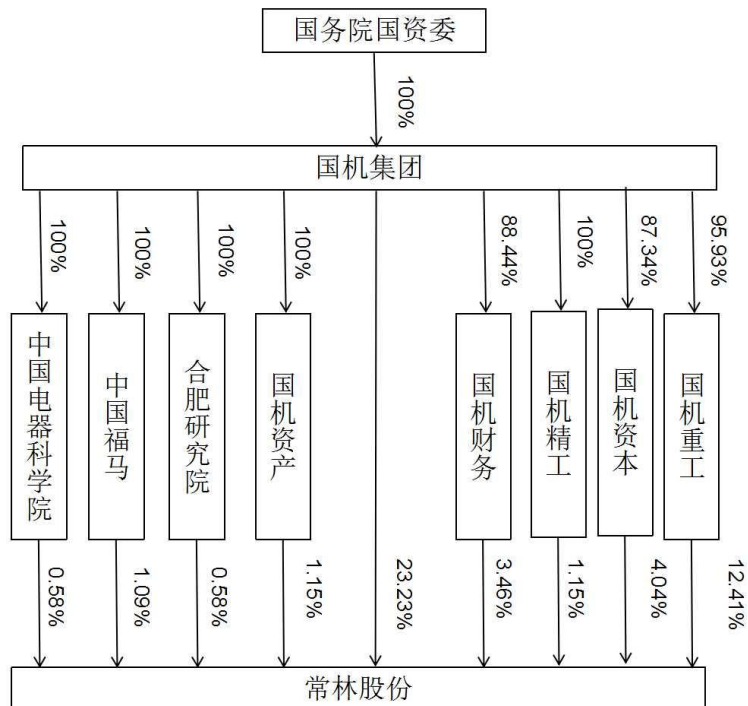 国务院国资委
100%
国机集团
100%
100%
100%
100%
88.44%
100%
87.34%
95.93%
中国电器科学院
中国福马
合肥研究院
国机资产
国机财务
国机精工
国机资本
国机重工
0.58%
1.09%
0.58%
1.15%
23.23%
3.46%
1.15%
4.04%
12.41%
常林股份